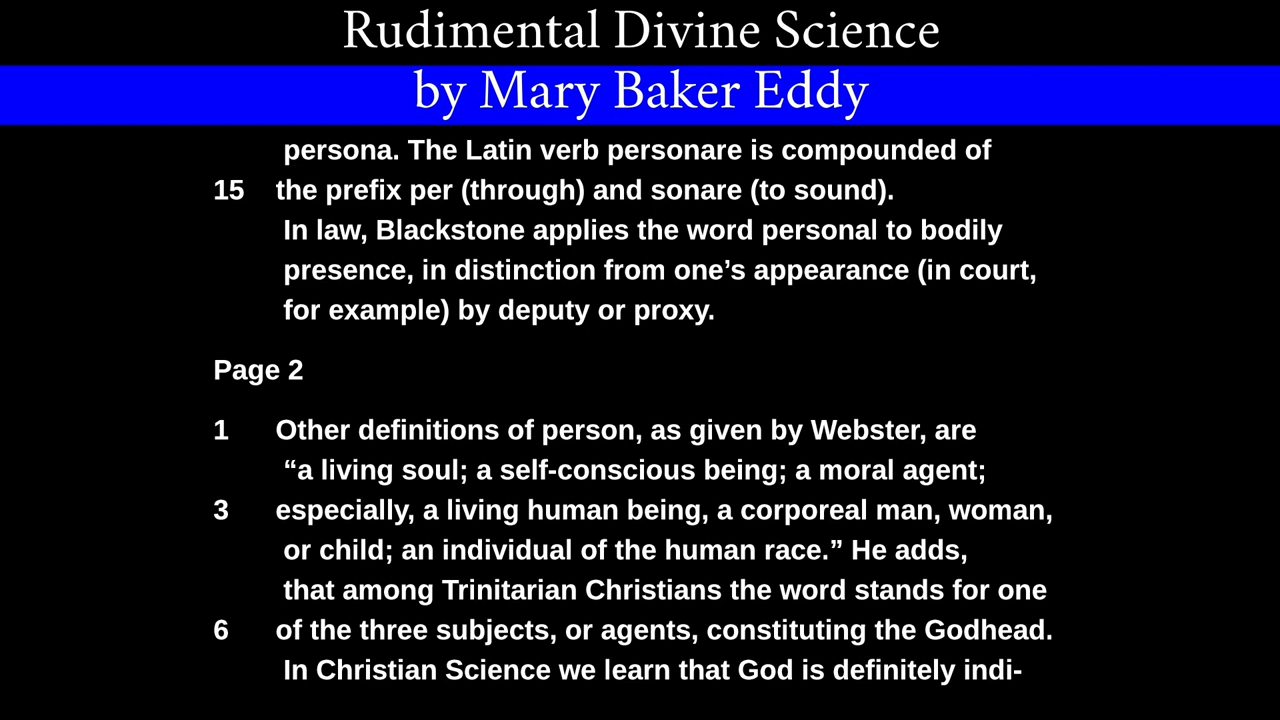 Rudimental Divine Science
by Mary Baker Eddy
persona. The Latin verb personare is compounded of
15 the prefix per (through) and sonare (to sound).
In law, Blackstone applies the word personal to bodily
presence, in distinction from one’s appearance (in court,
for example) by deputy or proxy.
Page 2
1 Other definitions of person, as given by Webster, are
“a living soul; a self-conscious being; a moral agent;
3 especially, a living human being, a corporeal man, woman,
or child; an individual of the human race.” He adds,
that among Trinitarian Christians the word stands for one
6 of the three subjects, or agents, constituting the Godhead.
In Christian Science we learn that God is definitely indi-